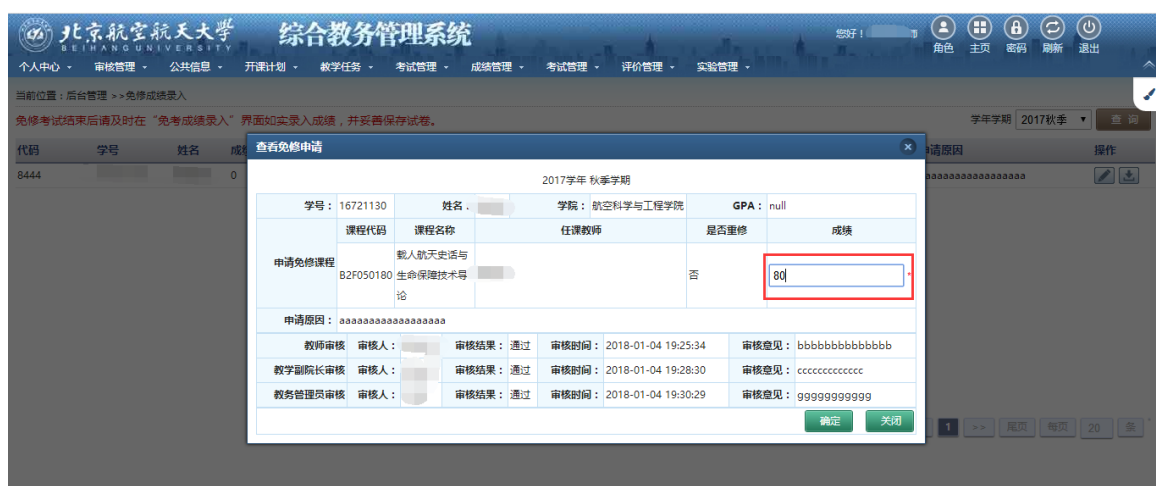 北京航空航天大学
BEIHANG UNIVERSITY
综合教务管理系统
您好！
角色 主页 密码 刷新 退出
个人中心 审核管理 公共信息 开课计划 教学任务 考试管理 成绩管理 考试管理 评价管理 实验管理
当前位置：后台管理 >>免修成绩录入
免修考试结束后请及时在“免考成绩录入”界面如实录入成绩，并妥善保存试卷。
学年学期 2017秋季 查 询
代码 学号 姓名 申请原因 操作
8444 0 aaaaaaaaaaaaaaaaa
查看免修申请
2017学年 秋季学期
学号： 16721130 姓名： 学院： 航空科学与工程学院 GPA： null
申请免修课程
课程代码 课程名称 任课教师 是否重修 成绩
B2F050180 载人航天史话与
生命保障技术导
论
否 80 *
申请原因： aaaaaaaaaaaaaaaaaa
教师审核 审核人： 审核结果： 通过 审核时间： 2018-01-04 19:25:34 审核意见： bbbbbbbbbbbbbb
教学副院长审核 审核人： 审核结果： 通过 审核时间： 2018-01-04 19:28:30 审核意见： ccccccccccccc
教务管理员审核 审核人： 审核结果： 通过 审核时间： 2018-01-04 19:30:29 审核意见： ggggggggggg
确定 关闭
1 >> 尾页 每页 20 条